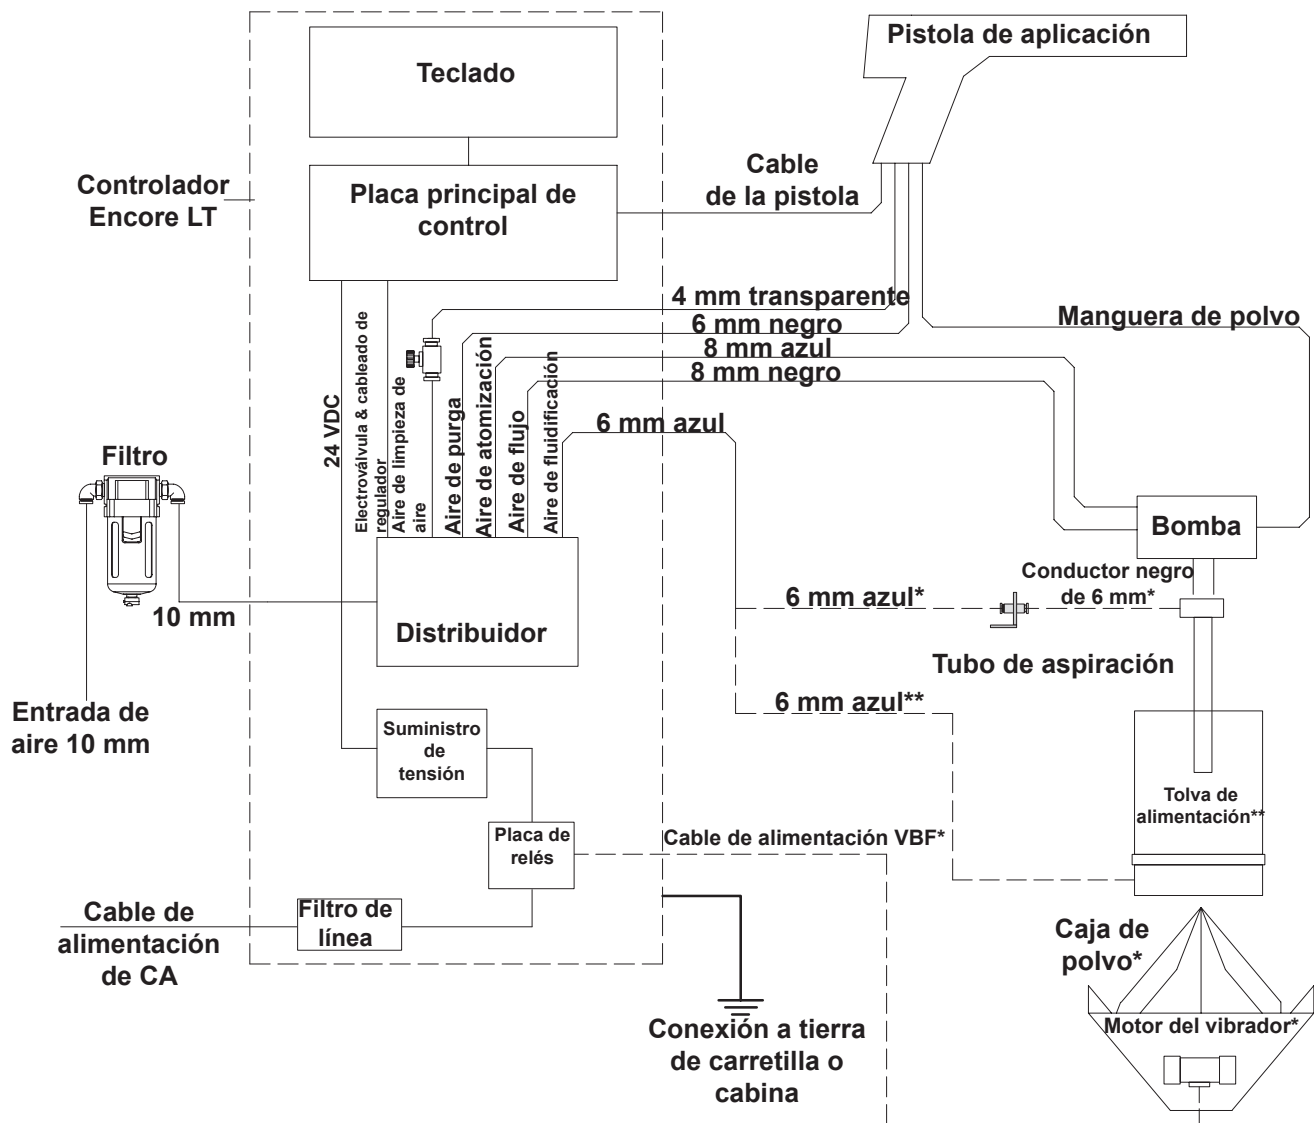 Pistola de aplicación
Teclado
Placa principal de
control
Cable
de la pistola
Controlador
Encore LT
4 mm transparente
6 mm negro
8 mm azul
8 mm negro
6 mm azul
Manguera de polvo
24 VDC
Electroválvula & cableado de
regulador
Aire de limpieza de
aire
Aire de purga
Aire de atomización
Aire de flujo
Aire de fluidificación
Filtro
10 mm
Entrada de
aire 10 mm
Distribuidor
Bomba
Conductor negro
de 6 mm*
6 mm azul*
Tubo de aspiración
6 mm azul**
Suministro
de
tensión
Tolva de
alimentación**
Placa de
relés
Cable de alimentación VBF*
Filtro de
línea
Cable de
alimentación
de CA
Caja de
polvo*
Motor del vibrador*
Conexión a tierra
de carretilla o
cabina